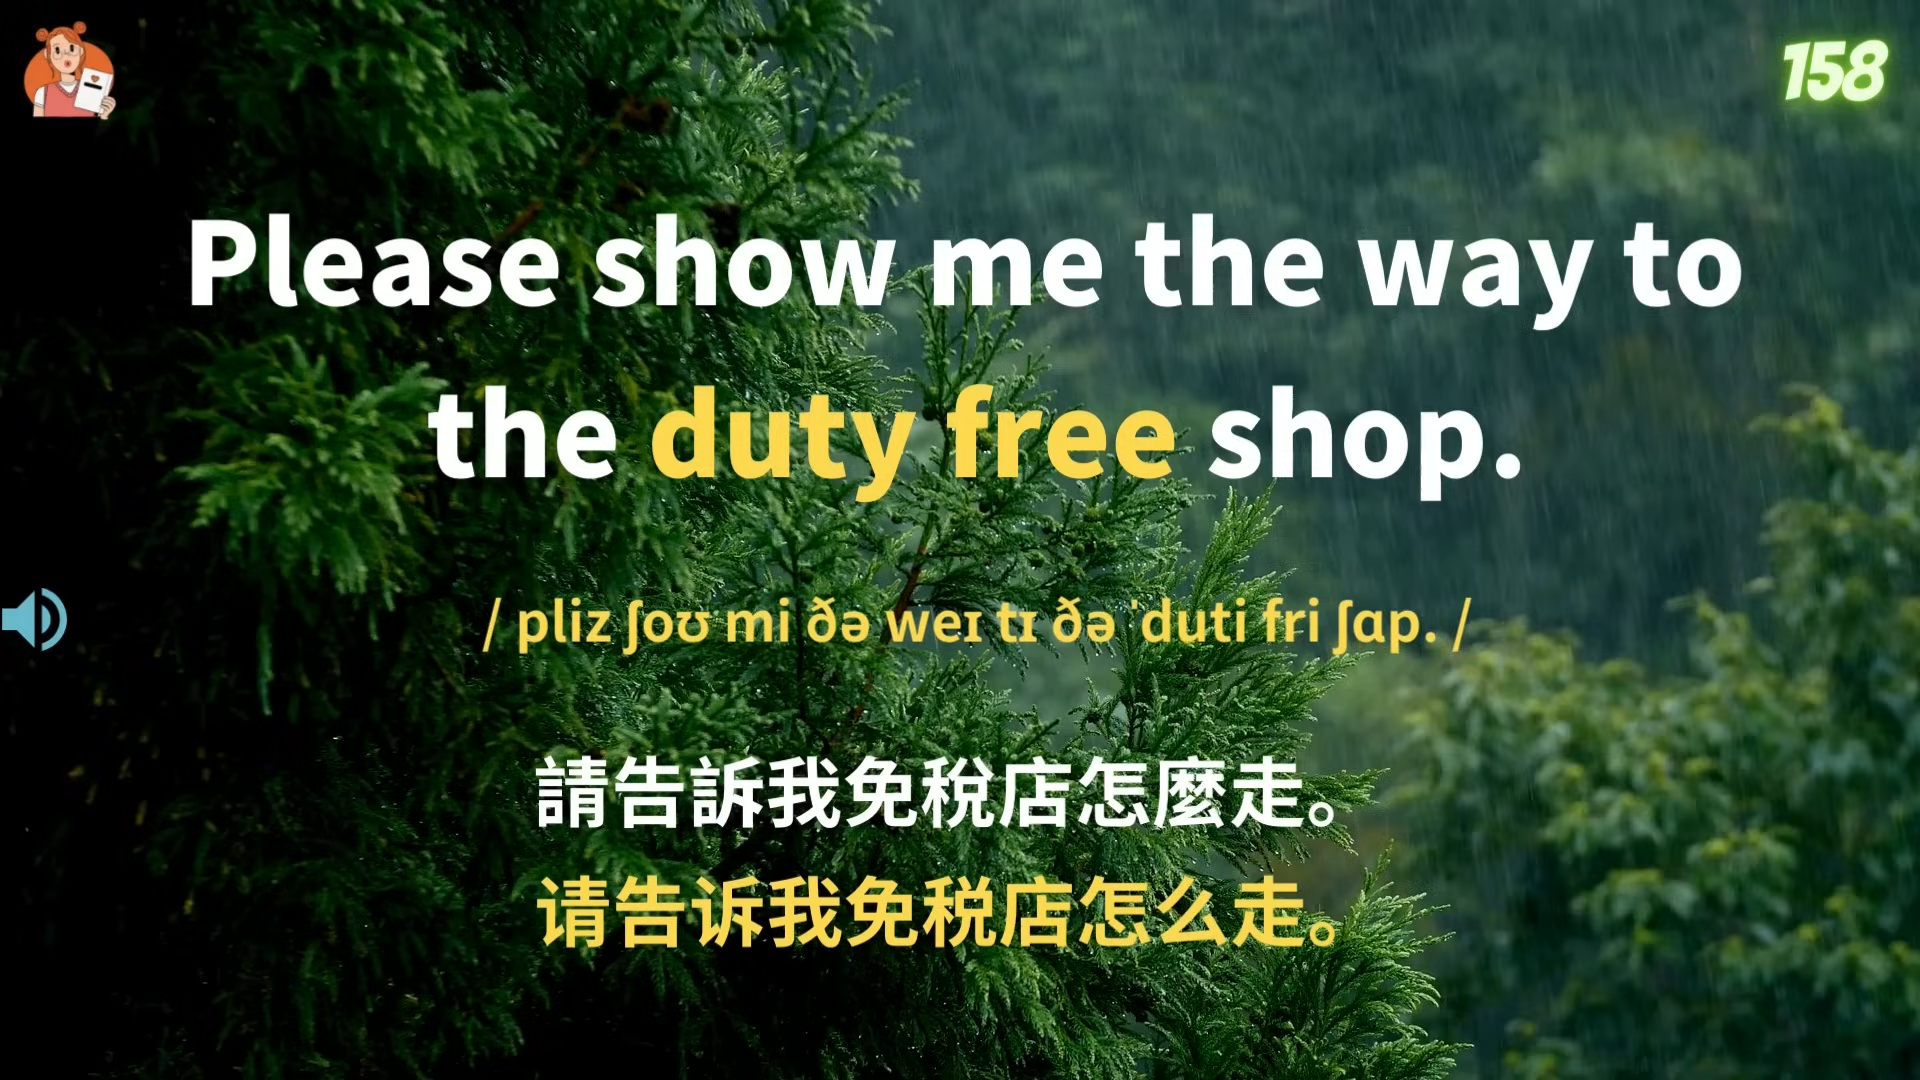 158
Please show me the way to
the duty free shop.
/ pliz ʃoʊ mi ðə weɪ tɪ ðə ˈduti fri ʃɑp. /
請告訴我免稅店怎麼走。
请告诉我免税店怎么走。